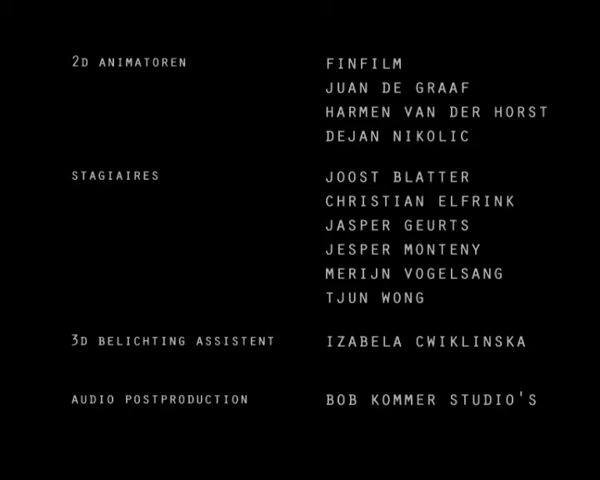 2D ANIMATOREN FINFILM
JUAN DE GRAAF
HARMEN VAN DER HORST
DEJAN NIKOLIC
STAGIAIRES JOOST BLATTER
CHRISTIAN ELFRINK
JASPER GEURTS
JESPER MONTENY
MERIJN VOGELSANG
TJUN WONG
3D BELICHTING ASSISTENT IZABELA CWIKLINSKA
AUDIO POSTPRODUCTION BOB KOMMER STUDIO'S